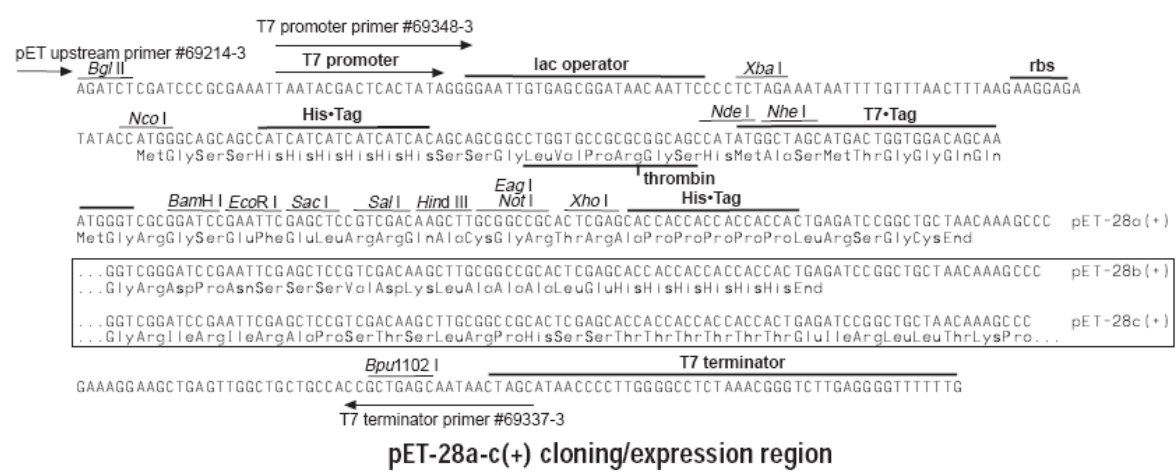 T7 promoter primer #69348-3
pET upstream primer #69214-3
Bgl II T7 promoter lac operator Xba I rbs
AGATCTCGATCCCGCGAAATTAATACGACTCACTATAGGGGAATTGTGAGCGGATAACAATTCCCCTCTAGAAATAATTTTGTTTAACTTTAAGAAGGAGA
Nco I His•Tag Nde I Nhe I T7•Tag
TATACCATGGGCAGCAGCCATCATCATCATCATCACAGCAGCGGCCTGGTGCCGCGCGGCAGCCATATGGCTAGCATGACTGGTGGACAGCAA
MetGlySerSerHisHisHisHisHisHisSerSerGlyLeuValProArgGlySerHisMetAlaSerMetThrGlyGlyGlnGln
thrombin
BamH I EcoR I Sac I Sal I Hind III Eag I Not I Xho I His•Tag
ATGGGTCGCGGATCCGAATTCGAGCTCCGTCGACAAGCTTGCGGCCGCACTCGAGCACCACCACCACCACCACTGAGATCCGGCTGCTAACAAAGCCC pET-28a(+)
MetGlyArgGlySerGluPheGluLeuArgArgGlnAlaCysGlyArgThrArgAlaProProProProProLeuArgSerGlyCysEnd
...GGTCGGGATCCGAATTCGAGCTCCGTCGACAAGCTTGCGGCCGCACTCGAGCACCACCACCACCACCACTGAGATCCGGCTGCTAACAAAGCCC pET-28b(+)
...GlyArgAspProAsnSerSerSerValAspLysLeuAlaAlaAlaLeuGluHisHisHisHisHisHisEnd
...GGTCGGATCCGAATTCGAGCTCCGTCGACAAGCTTGCGGCCGCACTCGAGCACCACCACCACCACCACTGAGATCCGGCTGCTAACAAAGCCC pET-28c(+)
...GlyArgIleArgIleArgAlaProSerThrSerLeuArgProHisSerSerThrThrThrThrThrThrGluIleArgLeuLeuThrLysPro...
Bpu1102 I T7 terminator
GAAAGGAAGCTGAGTTGGCTGCTGCCACCGCTGAGCAATAACTAGCATAACCCCTTGGGGCCTCTAAACGGGTCTTGAGGGGTTTTTTG
T7 terminator primer #69337-3
pET-28a-c(+) cloning/expression region